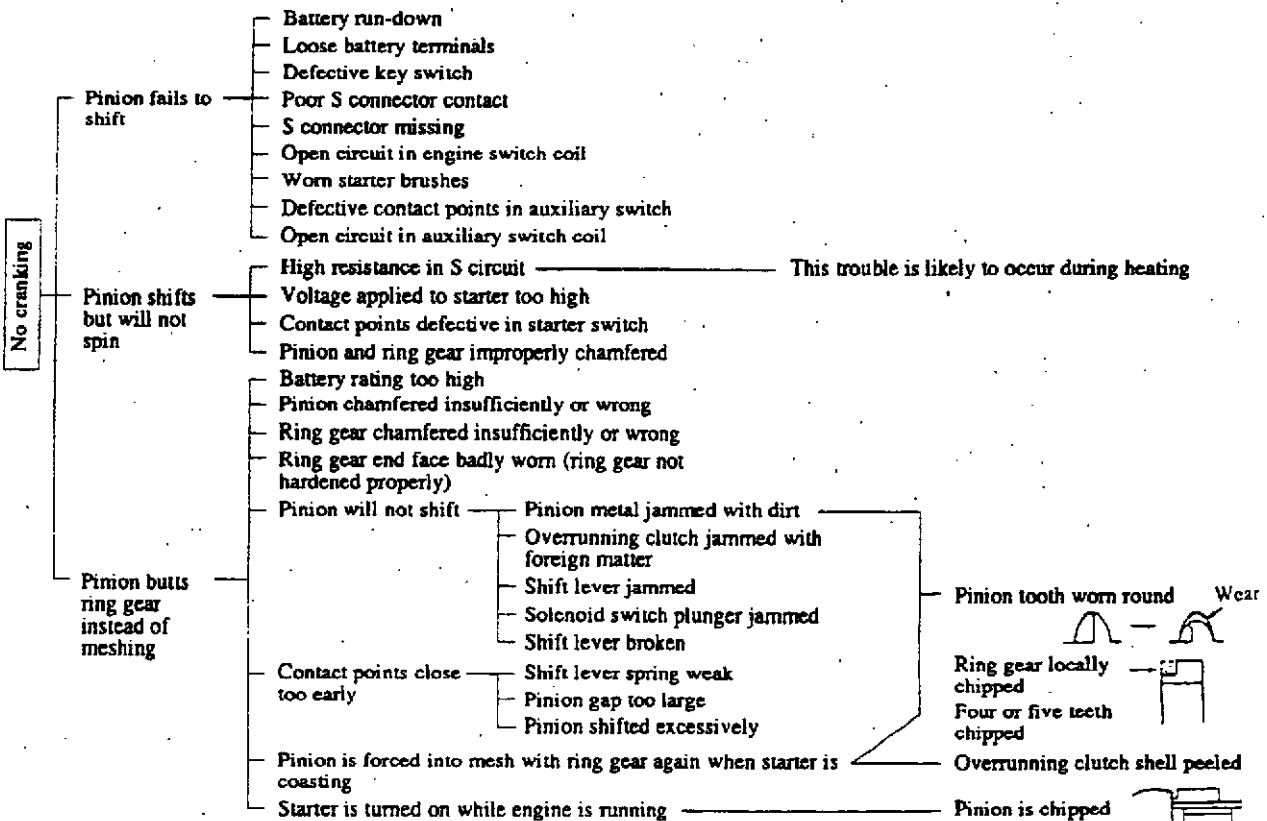 No cranking
Pinion fails to
shift
Battery run-down
Loose battery terminals
Defective key switch
Poor S connector contact
S connector missing
Open circuit in engine switch coil
Worn starter brushes
Defective contact points in auxiliary switch
Open circuit in auxiliary switch coil
Pinion shifts
but will not
spin
High resistance in S circuit
This trouble is likely to occur during heating
Voltage applied to starter too high
Contact points defective in starter switch
Pinion and ring gear improperly chamfered
Pinion butts
ring gear
instead of
meshing
Battery rating too high
Pinion chamfered insufficiently or wrong
Ring gear chamfered insufficiently or wrong
Ring gear end face badly worn (ring gear not
hardened properly)
Pinion will not shift
Pinion metal jammed with dirt
Overrunning clutch jammed with
foreign matter
Shift lever jammed
Solenoid switch plunger jammed
Shift lever broken
Contact points close
too early
Shift lever spring weak
Pinion gap too large
Pinion shifted excessively
Pinion is forced into mesh with ring gear again when starter is
coasting
Pinion tooth worn round
Wear
Ring gear locally
chipped
Four or five teeth
chipped
Overrunning clutch shell peeled
Starter is turned on while engine is running
Pinion is chipped